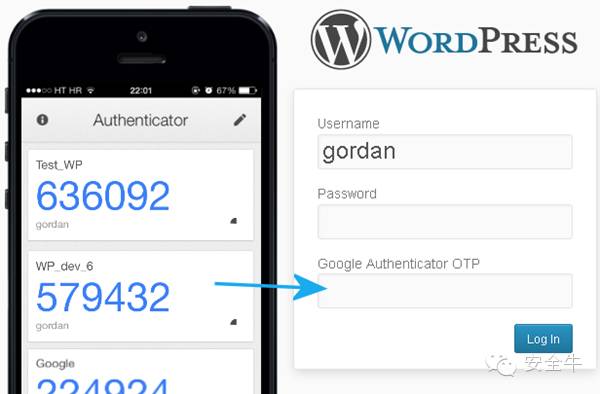 HT HR 22:01 67%
Authenticator
Test_WP
636092
gordan
WP_dev_6
579432
gordan
Google
224924
WORDPRESS
Username
gordan
Password
Google Authenticator OTP
Log In
安全牛